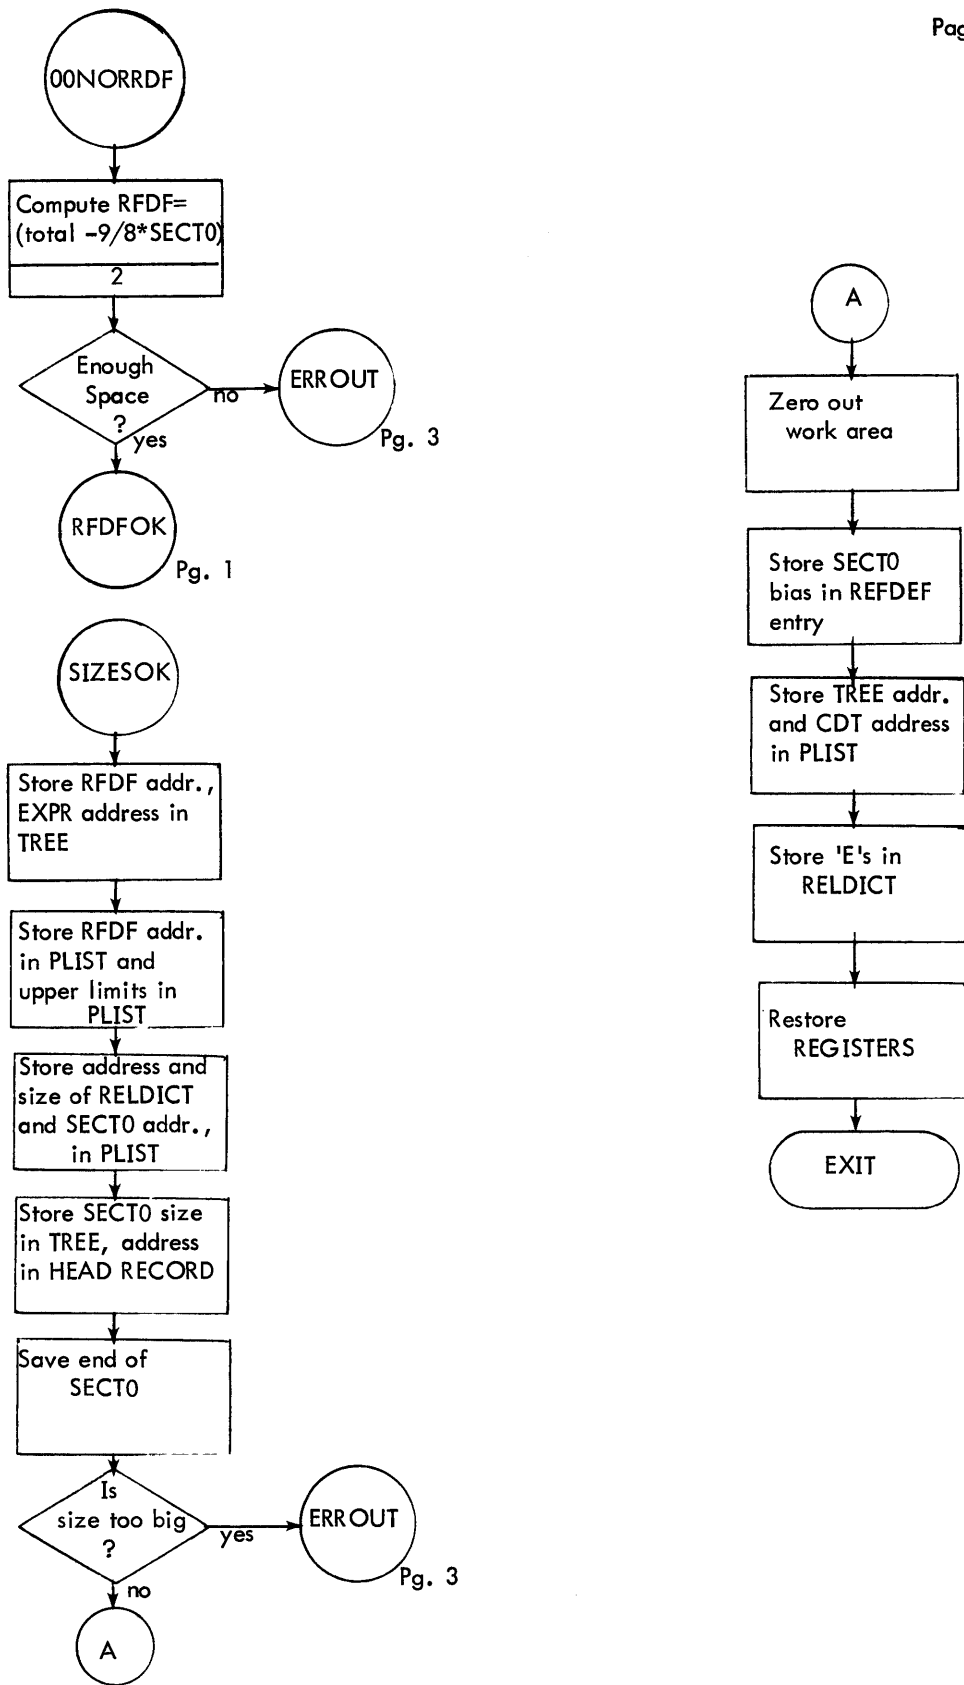 Pag
00NORRDF
Compute RFDF=
(total -9/8*SECT0)
2
Enough
Space
?
no
yes
ERROUT
Pg. 3
RFDFOK
Pg. 1
SIZESOK
Store RFDF addr.,
EXPR address in
TREE
Store RFDF addr.
in PLIST and
upper limits in
PLIST
Store address and
size of RELDICT
and SECT0 addr.,
in PLIST
Store SECT0 size
in TREE, address
in HEAD RECORD
Save end of
SECT0
Is
size too big
?
yes
no
ERROUT
Pg. 3
A
A
Zero out
work area
Store SECT0
bias in REFDEF
entry
Store TREE addr.
and CDT address
in PLIST
Store 'E's in
RELDICT
Restore
REGISTERS
EXIT